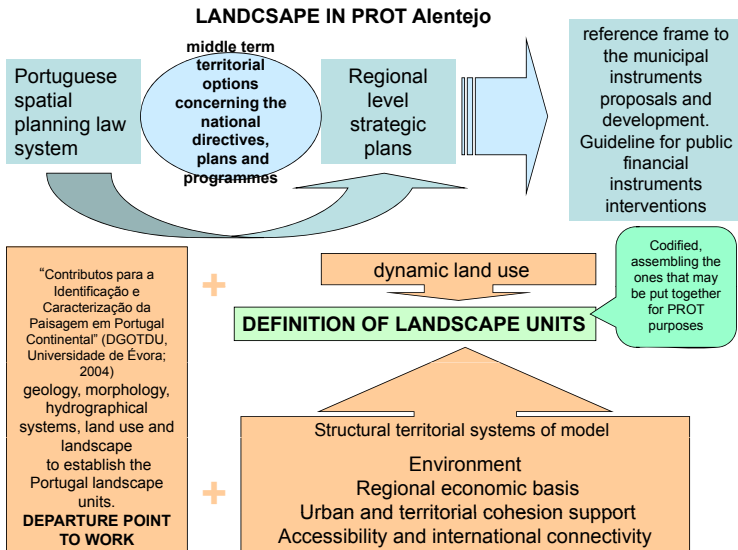 LANDCSAPE IN PROT Alentejo
Portuguese
spatial
planning law
system
middle term
territorial
options
concerning the
national
directives,
plans and
programmes
Regional
level
strategic
plans
reference frame to
the municipal
instruments
proposals and
development.
Guideline for public
financial
instruments
interventions
"Contributos para a
Identificação e
Caracterização da
Paisagem em Portugal
Continental" (DGOTDU,
Universidade de Évora;
2004)
geology, morphology,
hydrographical
systems, land use and
landscape
to establish the
Portugal landscape
units.
DEPARTURE POINT
TO WORK
+
+
dynamic land use
DEFINITION OF LANDSCAPE UNITS
Codified,
assembling the
ones that may
be put together
for PROT
purposes
Structural territorial systems of model
Environment
Regional economic basis
Urban and territorial cohesion support
Accessibility and international connectivity